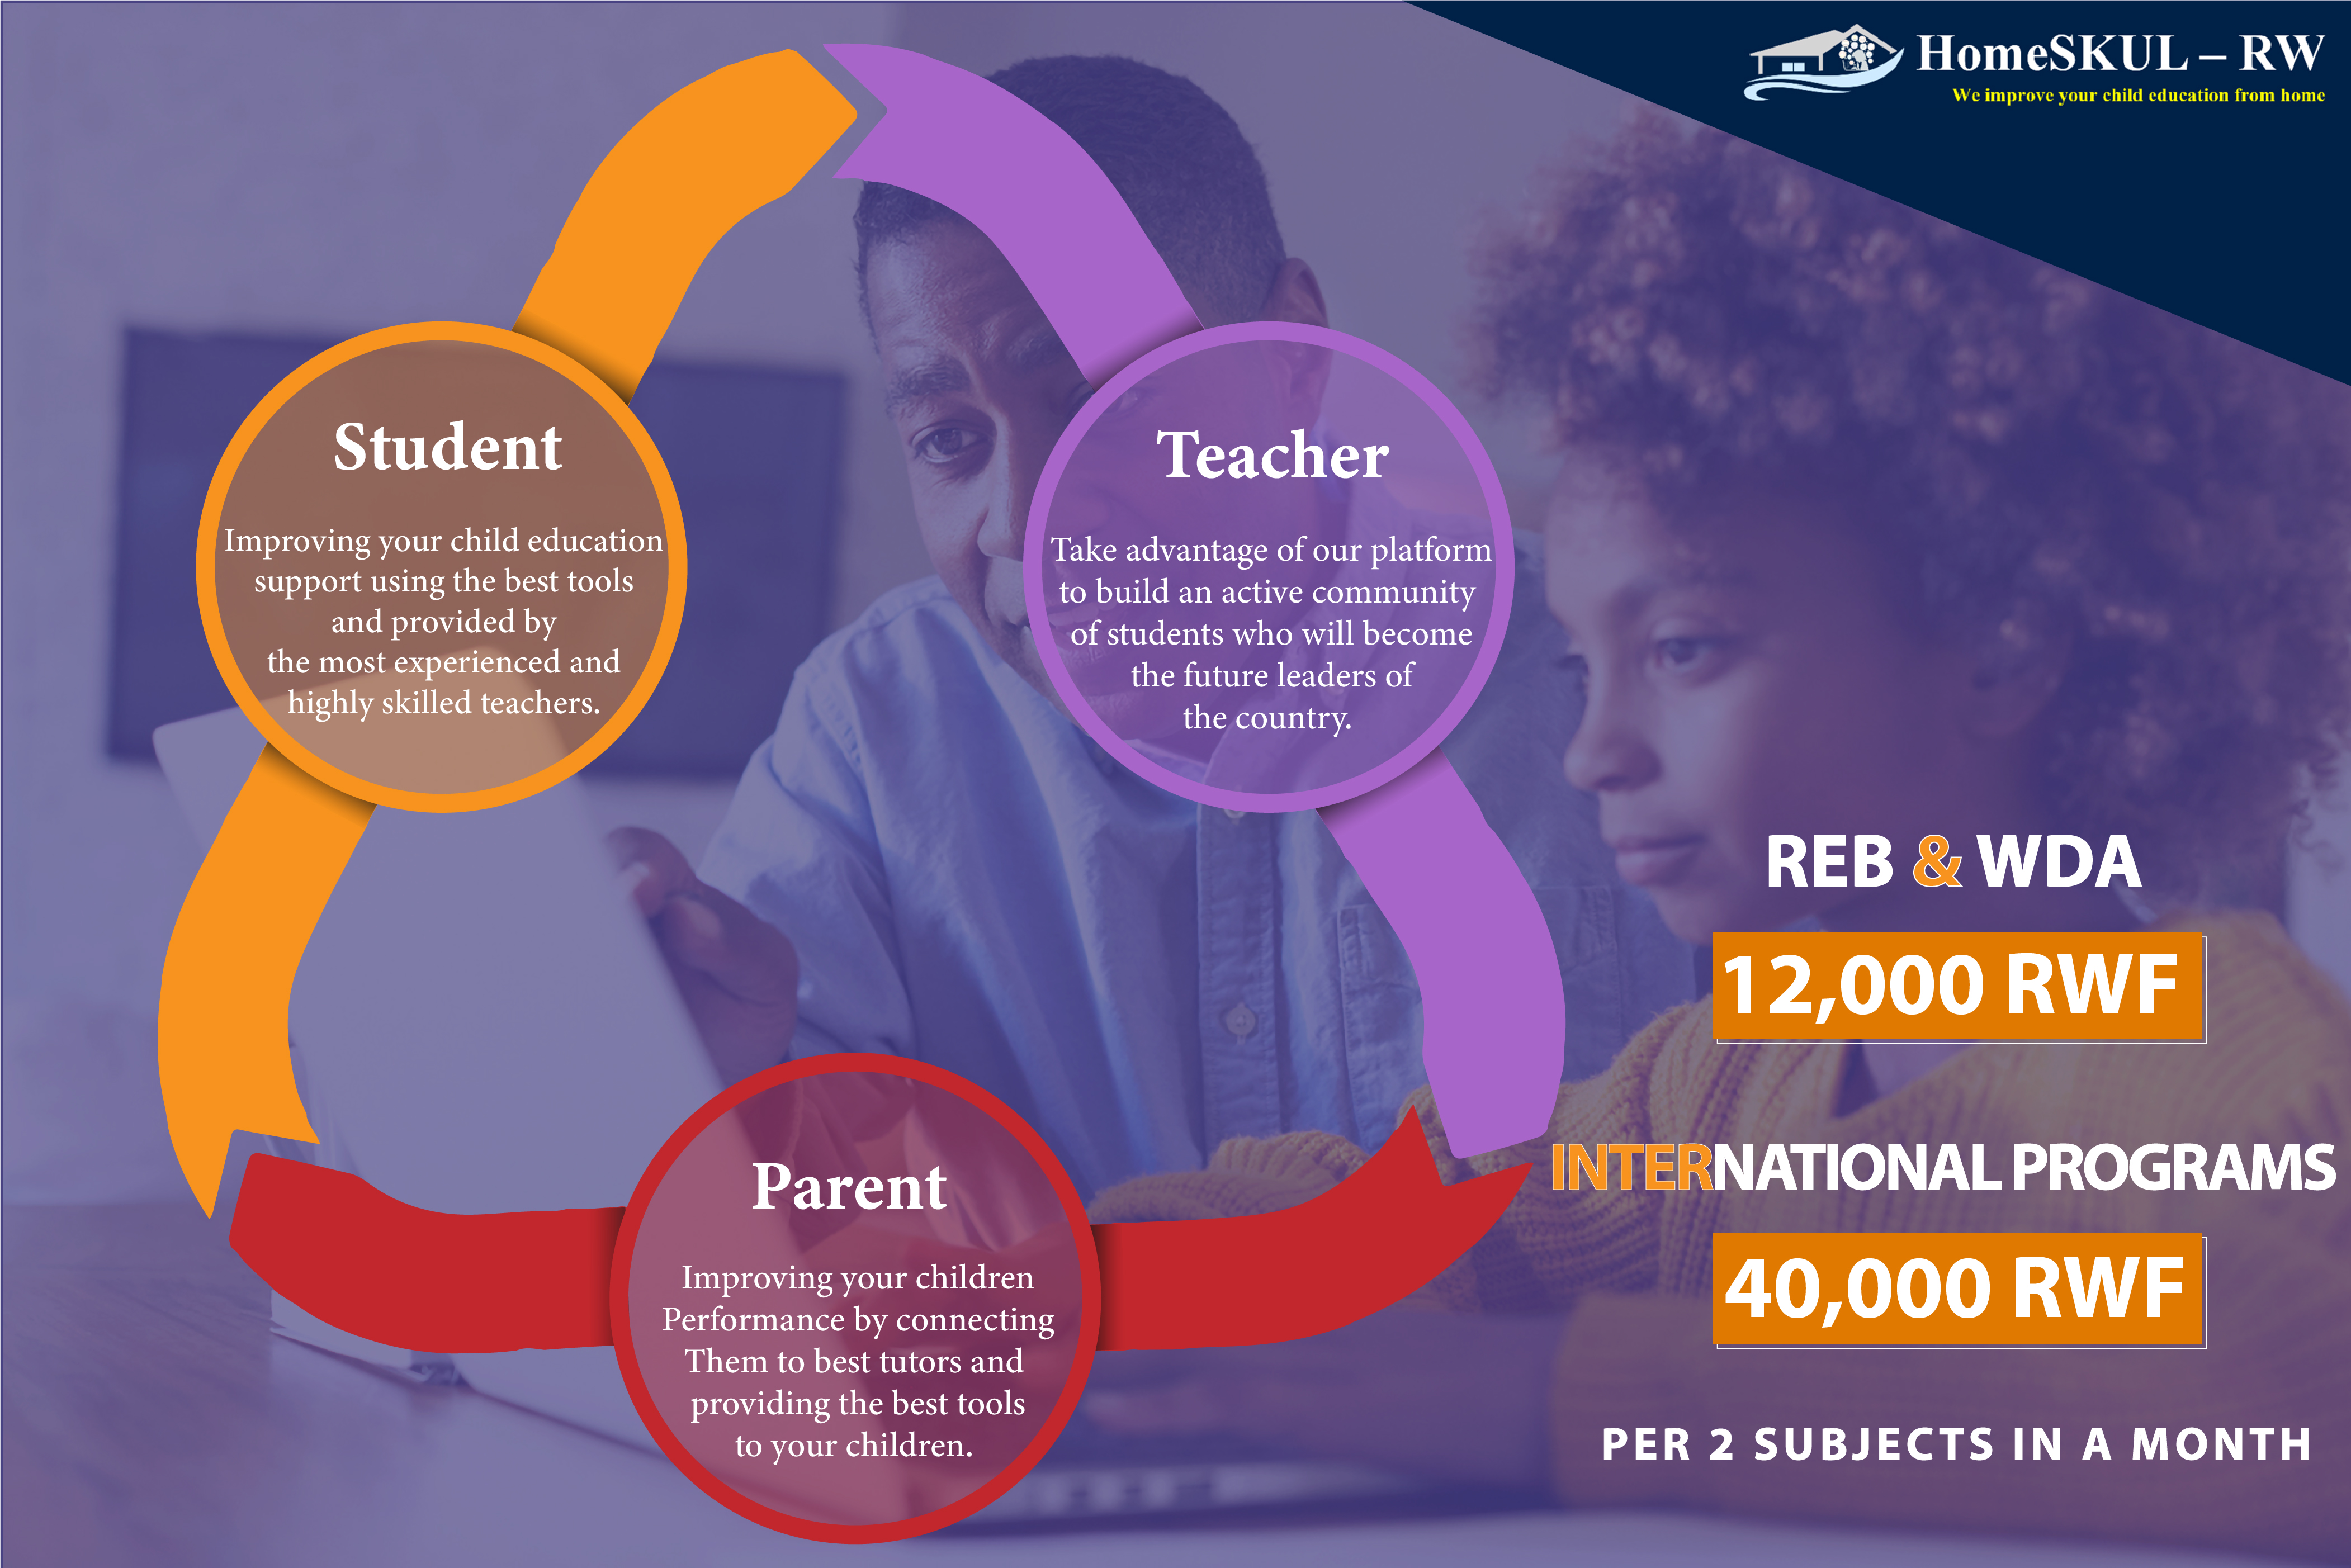 HomeSKUL – RW
We improve your child education from home
Student
Improving your child education
support using the best tools
and provided by
the most experienced and
highly skilled teachers.
Teacher
Take advantage of our platform
to build an active community
of students who will become
the future leaders of
the country.
Parent
Improving your children
Performance by connecting
Them to best tutors and
providing the best tools
to your children.
REB & WDA
12,000 RWF
INTERNATIONAL PROGRAMS
40,000 RWF
PER 2 SUBJECTS IN A MONTH